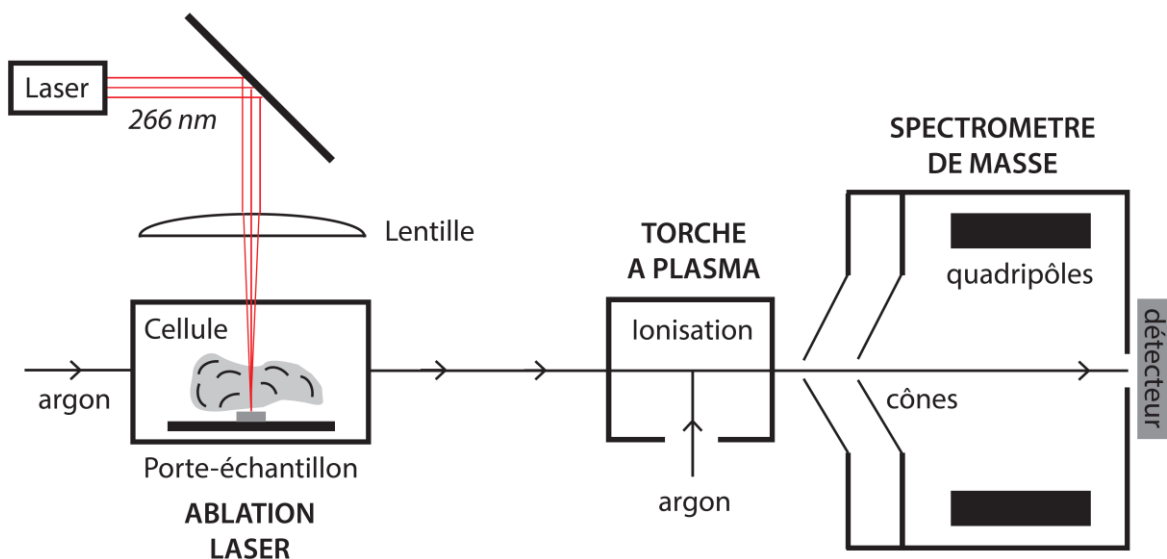 Laser
266 nm
Lentille
SPECTROMETRE
DE MASSE
TORCHE
A PLASMA
quadripôles
Cellule
Ionisation
détecteur
argon
cônes
Porte-échantillon
argon
ABLATION
LASER